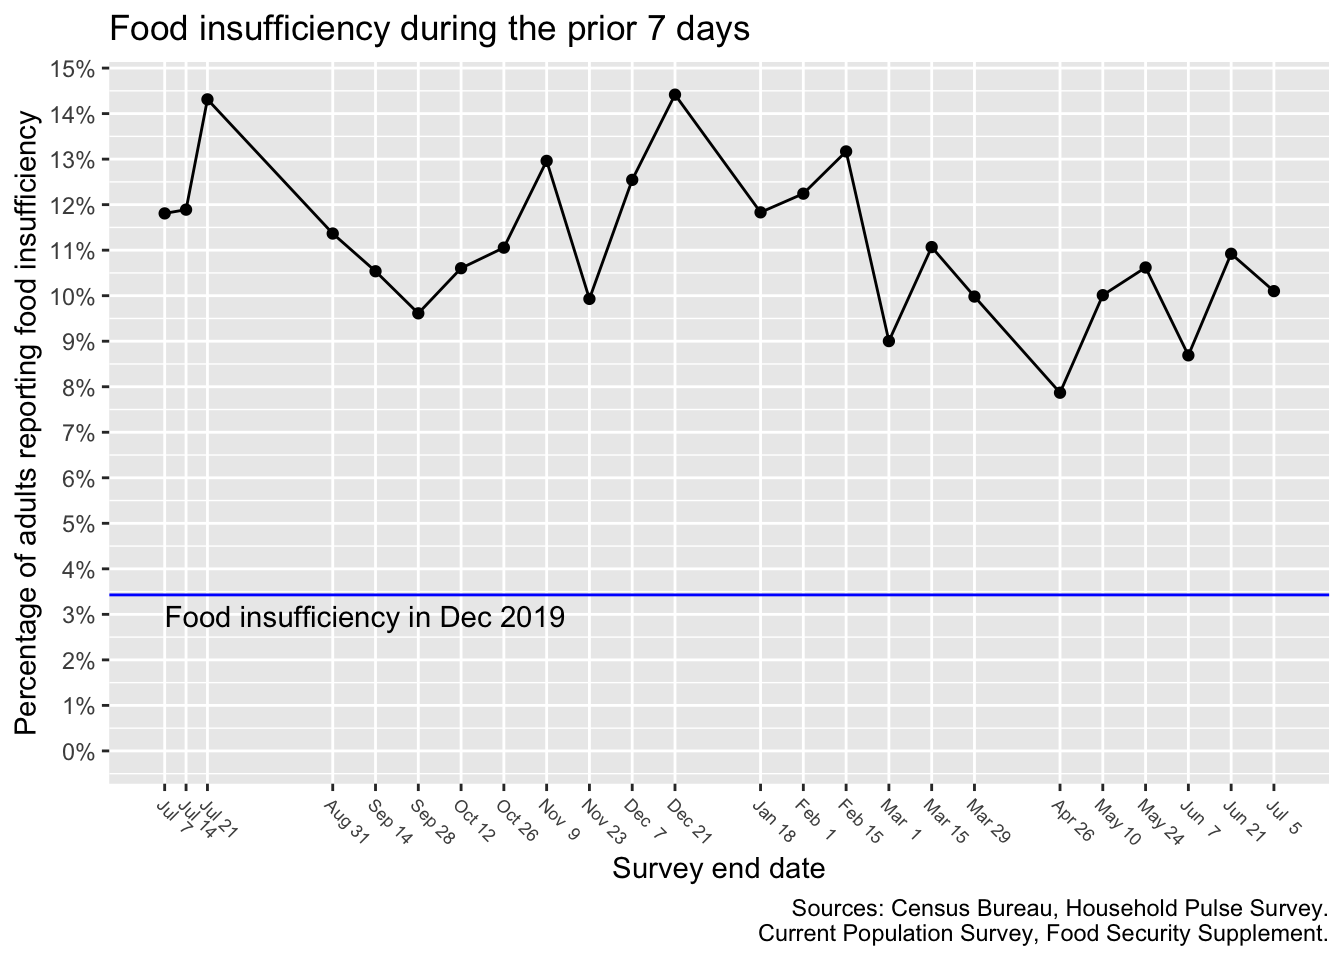 Food insufficiency during the prior 7 days
Percentage of adults reporting food insufficiency
15%
14%
13%
12%
11%
10%
9%
8%
7%
6%
5%
4%
3%
2%
1%
0%
Food insufficiency in Dec 2019
Jul 7
Jul 14
Jul 21
Aug 31
Sep 14
Sep 28
Oct 12
Oct 26
Nov 9
Nov 23
Dec 7
Dec 21
Jan 18
Feb 1
Feb 15
Mar 1
Mar 15
Mar 29
Apr 26
May 10
May 24
Jun 7
Jun 21
Jul 5
Survey end date
Sources: Census Bureau, Household Pulse Survey.
Current Population Survey, Food Security Supplement.